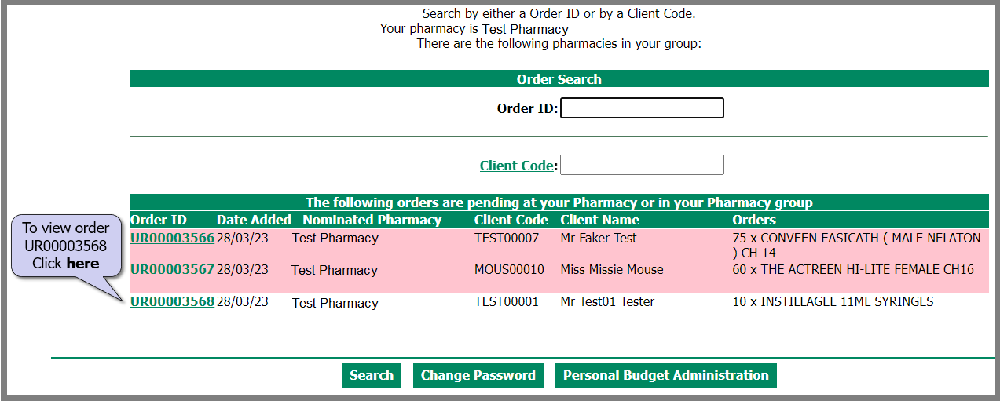 Search by either a Order ID or by a Client Code.
Your pharmacy is Test Pharmacy
There are the following pharmacies in your group:
Order Search
Order ID:
Client Code:
The following orders are pending at your Pharmacy or in your Pharmacy group
Order ID Date Added Nominated Pharmacy Client Code Client Name Orders
UR00003566 28/03/23 Test Pharmacy TEST00007 Mr Faker Test 75 x CONVEEN EASICATH ( MALE NELATON
) CH 14
UR00003567 28/03/23 Test Pharmacy MOUS00010 Miss Missie Mouse 60 x THE ACTREEN HI-LITE FEMALE CH16
UR00003568 28/03/23 Test Pharmacy TEST00001 Mr Test01 Tester 10 x INSTILLAGEL 11ML SYRINGES
To view order
UR00003568
Click here
Search Change Password Personal Budget Administration